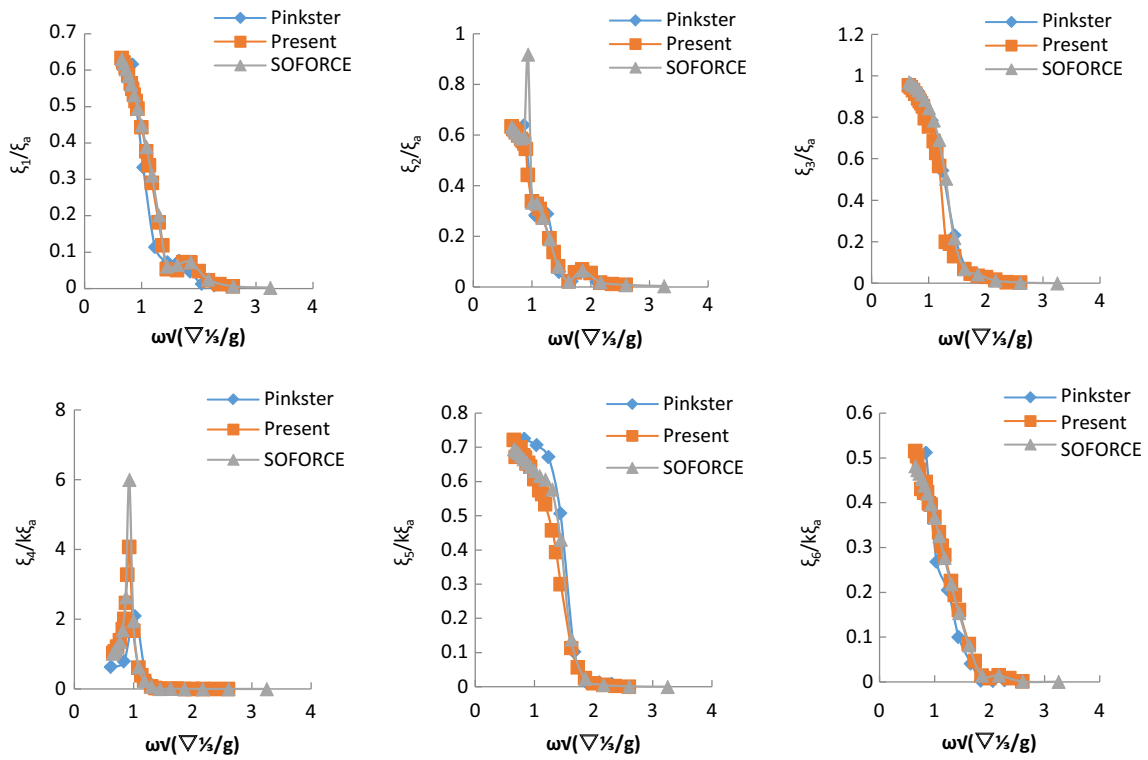 Pinkster
Present
SOFORCE
0.7
0.6
0.5
0.4
0.3
0.2
0.1
0
ξ₁/ξₐ
0 1 2 3 4
ω√(▽⅓/g)
Pinkster
Present
SOFORCE
1
0.8
0.6
0.4
0.2
0
ξ₂/ξₐ
0 1 2 3 4
ω√(▽⅓/g)
Pinkster
Present
SOFORCE
1.2
1
0.8
0.6
0.4
0.2
0
ξ₃/ξₐ
0 1 2 3 4
ω√(▽⅓/g)
Pinkster
Present
SOFORCE
8
6
4
2
0
ξ₄/kξₐ
0 1 2 3 4
ω√(▽⅓/g)
Pinkster
Present
SOFORCE
0.8
0.7
0.6
0.5
0.4
0.3
0.2
0.1
0
ξ₅/kξₐ
0 1 2 3 4
ω√(▽⅓/g)
Pinkster
Present
SOFORCE
0.6
0.5
0.4
0.3
0.2
0.1
0
ξ₆/kξₐ
0 1 2 3 4
ω√(▽⅓/g)